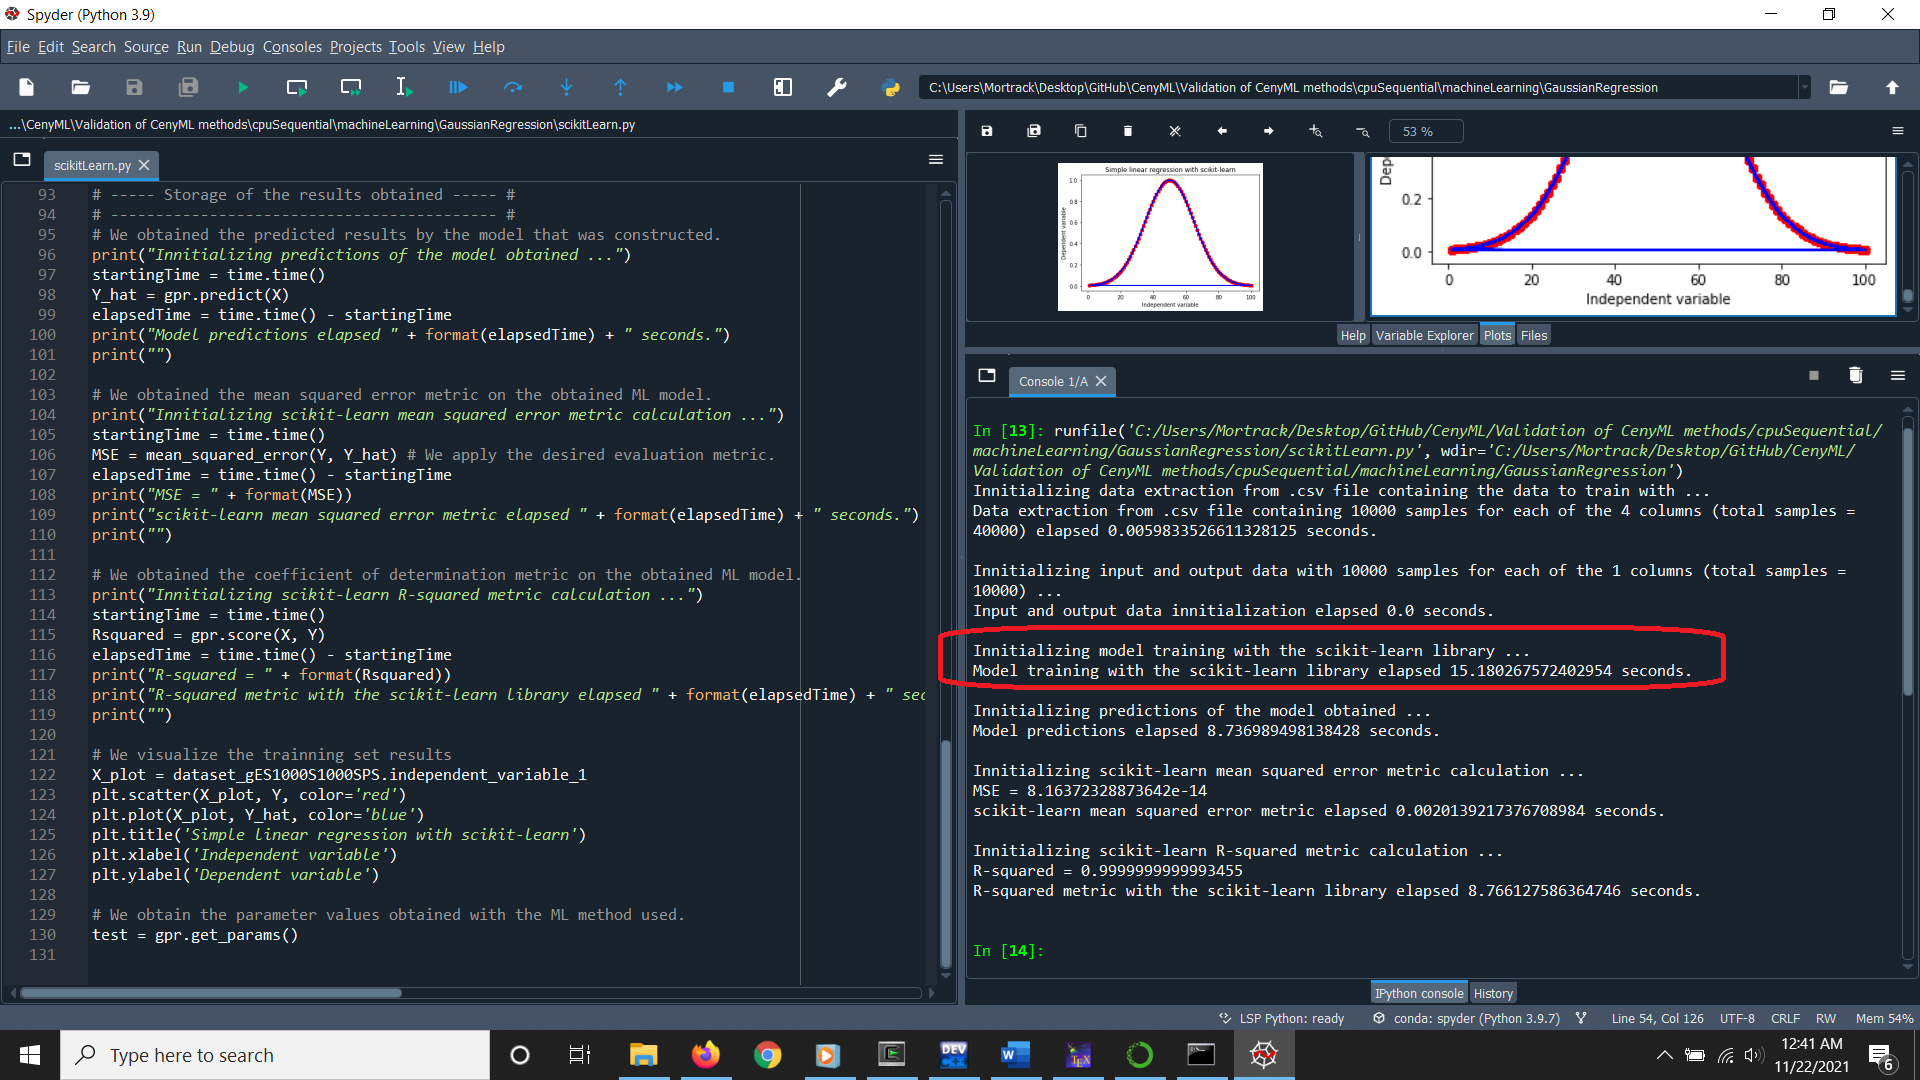 Spyder (Python 3.9)
File Edit Search Source Run Debug Consoles Projects Tools View Help
C:\Users\Mortrack\Desktop\GitHub\CenyML\Validation of CenyML methods\cpuSequential\machineLearning\GaussianRegression
...\CenyML\Validation of CenyML methods\cpuSequential\machineLearning\GaussianRegression\scikitLearn.py
scikitLearn.py
93 # ----- Storage of the results obtained ----- #
94 # ------------------------------------------- #
95 # We obtained the predicted results by the model that was constructed.
96 print("Innitializing predictions of the model obtained ...")
97 startingTime = time.time()
98 Y_hat = gpr.predict(X)
99 elapsedTime = time.time() - startingTime
100 print("Model predictions elapsed " + format(elapsedTime) + " seconds.")
101 print("")
102
103 # We obtained the mean squared error metric on the obtained ML model.
104 print("Innitializing scikit-learn mean squared error metric calculation ...")
105 startingTime = time.time()
106 MSE = mean_squared_error(Y, Y_hat) # We apply the desired evaluation metric.
107 elapsedTime = time.time() - startingTime
108 print("MSE = " + format(MSE))
109 print("scikit-learn mean squared error metric elapsed " + format(elapsedTime) + " seconds.")
110 print("")
111
112 # We obtained the coefficient of determination metric on the obtained ML model.
113 print("Innitializing scikit-learn R-squared metric calculation ...")
114 startingTime = time.time()
115 Rsquared = gpr.score(X, Y)
116 elapsedTime = time.time() - startingTime
117 print("R-squared = " + format(Rsquared))
118 print("R-squared metric with the scikit-learn library elapsed " + format(elapsedTime) + " sec
119 print("")
120
121 # We visualize the trainning set results
122 X_plot = dataset_gES1000S1000SPS.independent_variable_1
123 plt.scatter(X_plot, Y, color='red')
124 plt.plot(X_plot, Y_hat, color='blue')
125 plt.title('Simple linear regression with scikit-learn')
126 plt.xlabel('Independent variable')
127 plt.ylabel('Dependent variable')
128
129 # We obtain the parameter values obtained with the ML method used.
130 test = gpr.get_params()
131
53 %
Simple linear regression with scikit-learn
Dependent variable
1.0
0.8
0.6
0.4
0.2
0.0
0 20 40 60 80 100
Independent variable
Dep
0.2
0.0
0 20 40 60 80 100
Independent variable
Help Variable Explorer Plots Files
Console 1/A
In [13]: runfile('C:/Users/Mortrack/Desktop/GitHub/CenyML/Validation of CenyML methods/cpuSequential/
machineLearning/GaussianRegression/scikitLearn.py', wdir='C:/Users/Mortrack/Desktop/GitHub/CenyML/
Validation of CenyML methods/cpuSequential/machineLearning/GaussianRegression')
Innitializing data extraction from .csv file containing the data to train with ...
Data extraction from .csv file containing 10000 samples for each of the 4 columns (total samples =
40000) elapsed 0.0059833526611328125 seconds.
Innitializing input and output data with 10000 samples for each of the 1 columns (total samples =
10000) ...
Input and output data innitialization elapsed 0.0 seconds.
Innitializing model training with the scikit-learn library ...
Model training with the scikit-learn library elapsed 15.180267572402954 seconds.
Innitializing predictions of the model obtained ...
Model predictions elapsed 8.736989498138428 seconds.
Innitializing scikit-learn mean squared error metric calculation ...
MSE = 8.16372328873642e-14
scikit-learn mean squared error metric elapsed 0.0020139217376708984 seconds.
Innitializing scikit-learn R-squared metric calculation ...
R-squared = 0.9999999999993455
R-squared metric with the scikit-learn library elapsed 8.766127586364746 seconds.
In [14]:
IPython console History
LSP Python: ready conda: spyder (Python 3.9.7) Line 54, Col 126 UTF-8 CRLF RW Mem 54%
Type here to search
DEV
C++
W
TEX
12:41 AM
11/22/2021
6